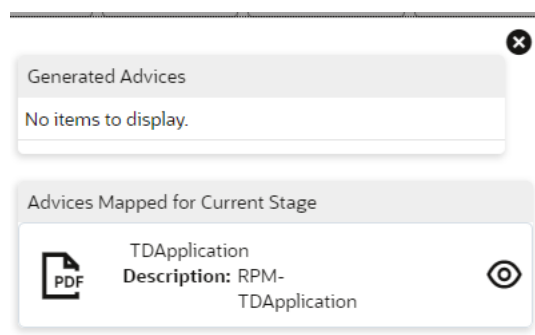 Generated Advices
No items to display.
Advices Mapped for Current Stage
PDF
TDApplication
Description: RPM-
TDApplication